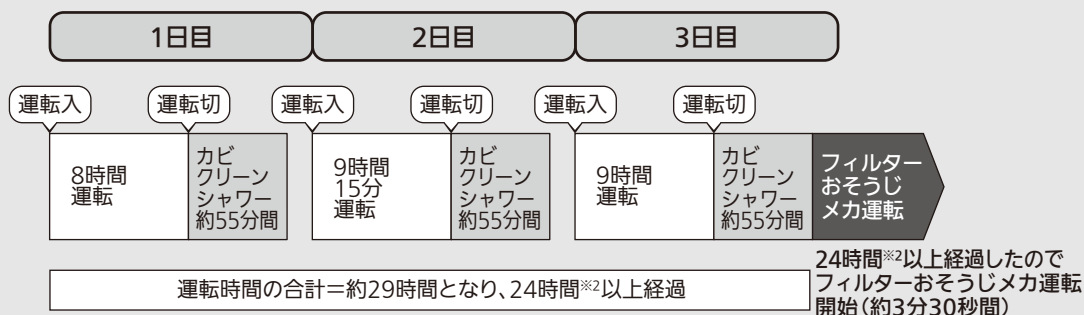 1日目
2日目
3日目
運転入
運転切
運転入
運転切
運転入
運転切
8時間
運転
カビ
クリーン
シャワー
約55分間
9時間
15分
運転
カビ
クリーン
シャワー
約55分間
9時間
運転
カビ
クリーン
シャワー
約55分間
フィルター
おそうじ
メカ運転
運転時間の合計＝約29時間となり、24時間※2以上経過
24時間※2以上経過したので
フィルターおそうじメカ運転
開始（約3分30秒間）